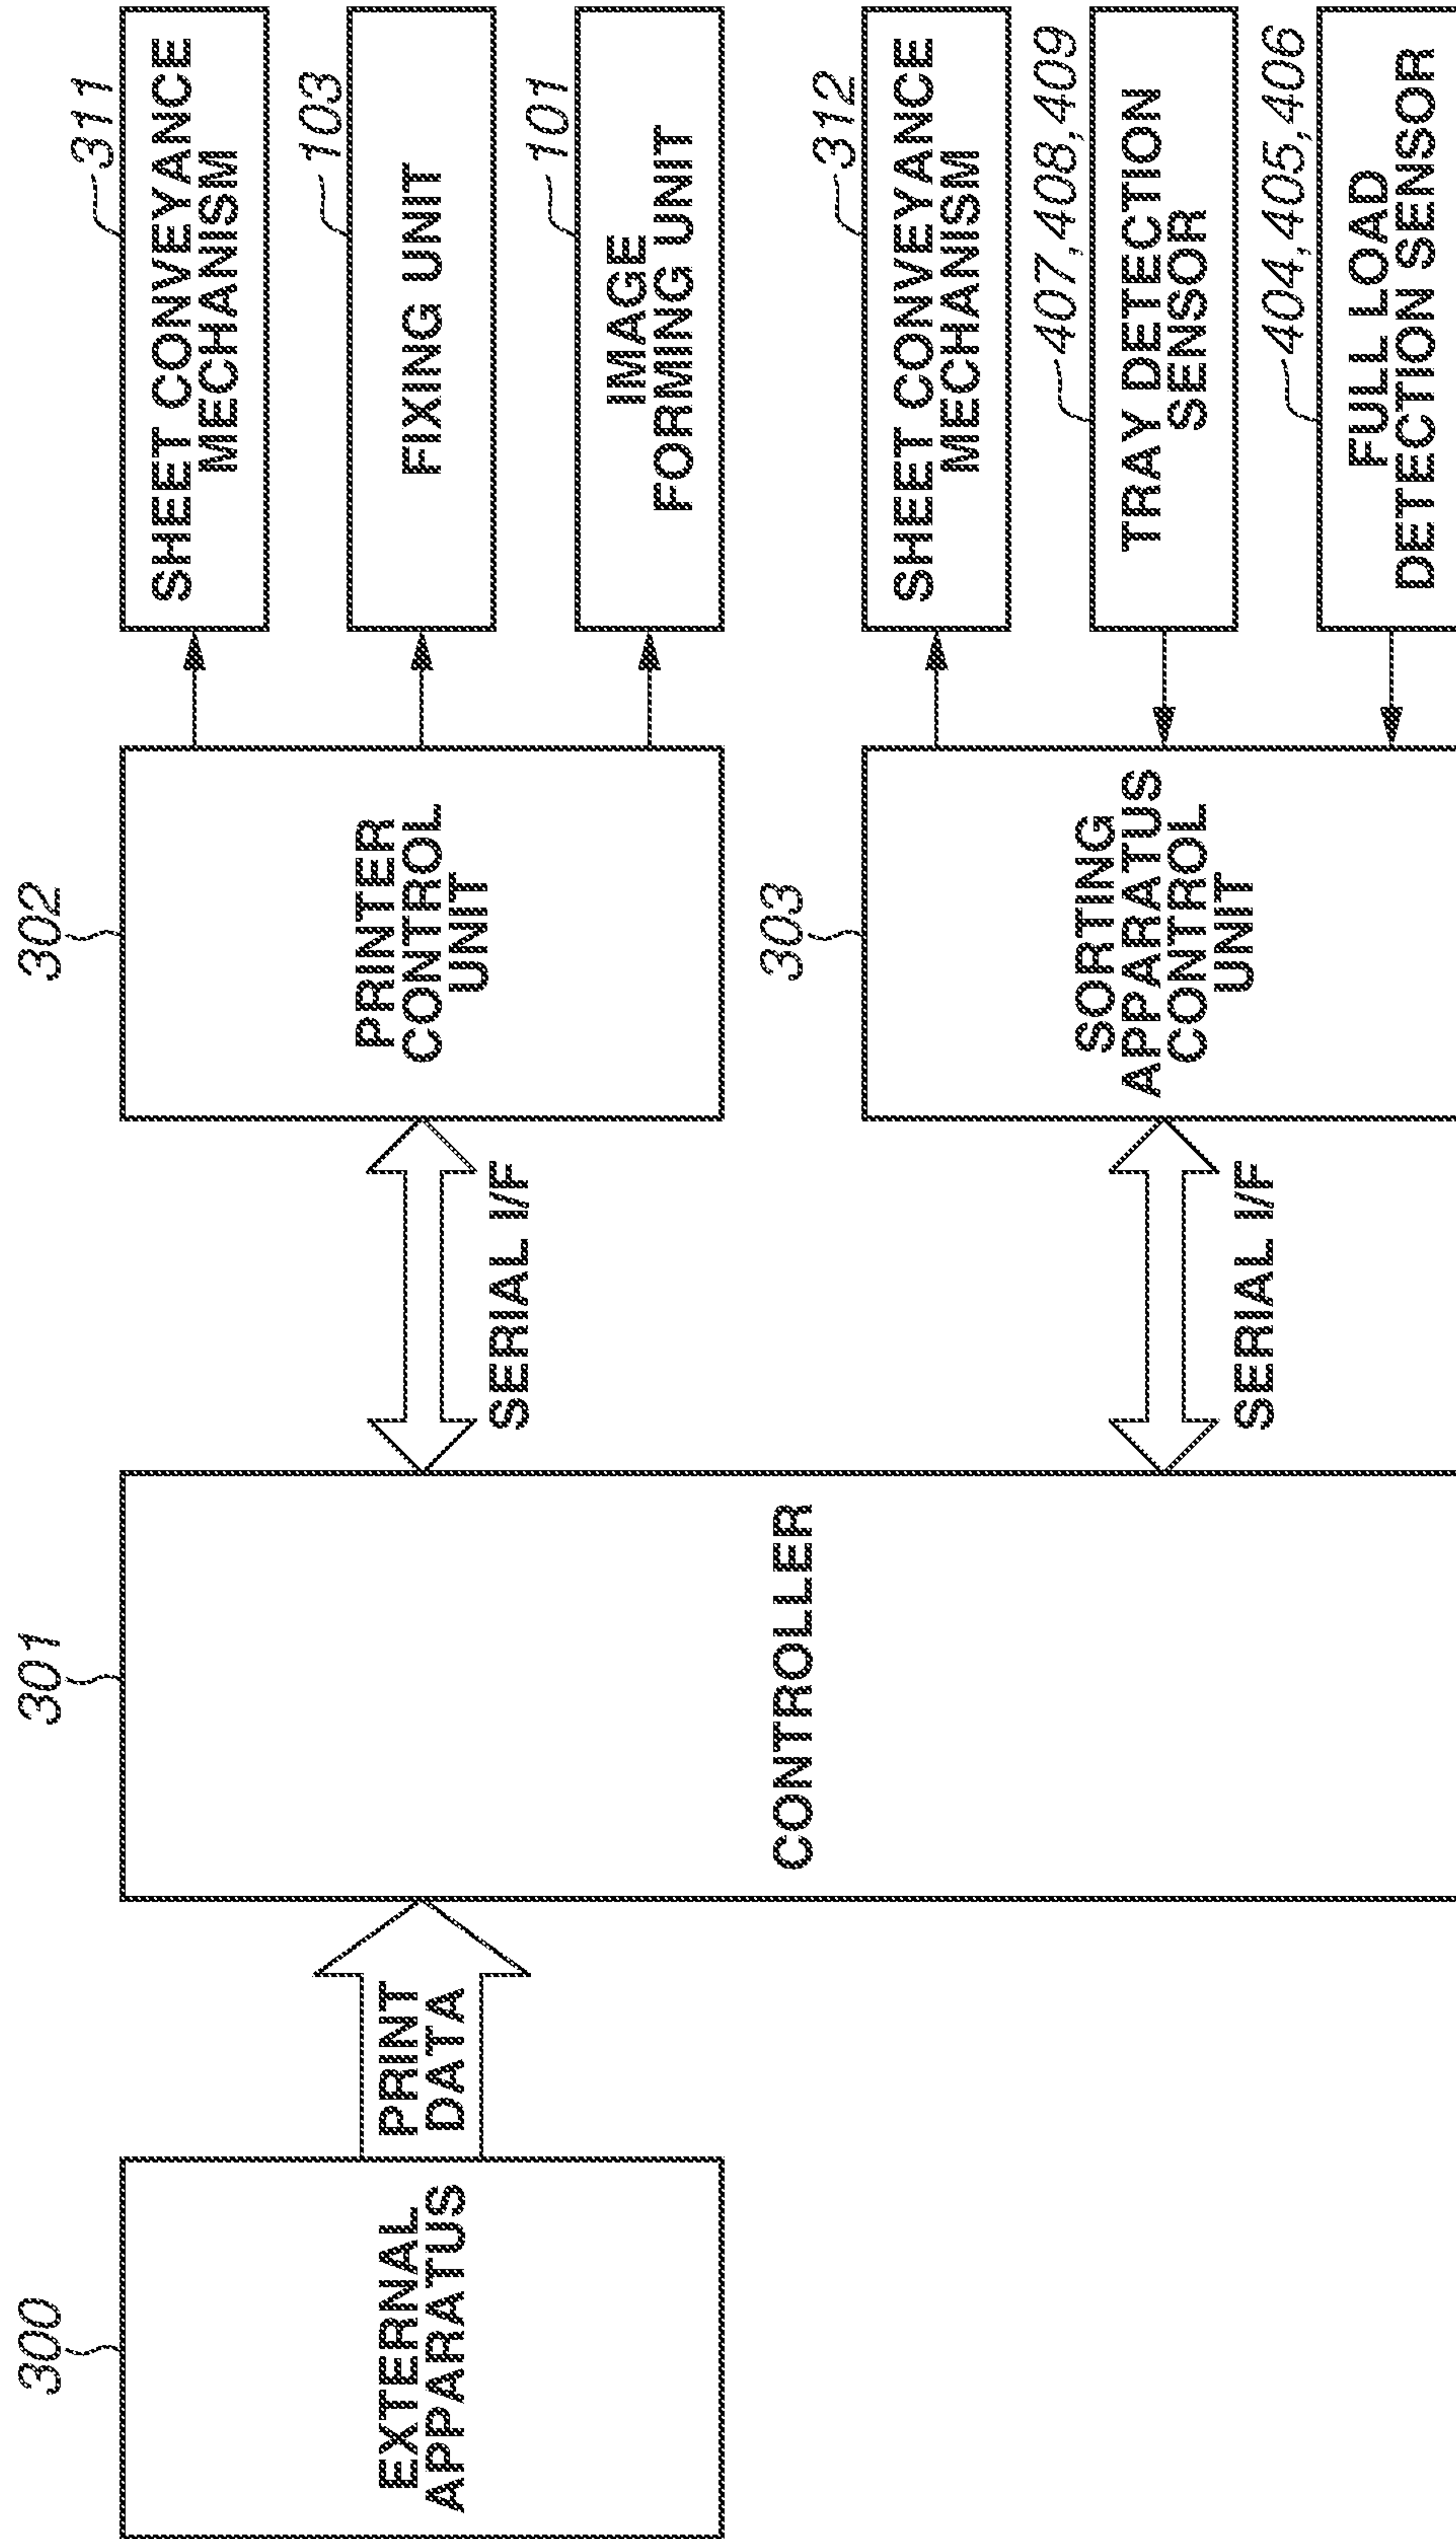 300
EXTERNAL
APPARATUS
PRINT
DATA
301
CONTROLLER
SERIAL I/F
SERIAL I/F
302
PRINTER
CONTROL
UNIT
303
SORTING
APPARATUS
CONTROL
UNIT
311
SHEET CONVEYANCE
MECHANISM
103
FIXING UNIT
101
IMAGE
FORMING UNIT
312
SHEET CONVEYANCE
MECHANISM
407,408,409
TRAY DETECTION
SENSOR
404,405,406
FULL LOAD
DETECTION SENSOR